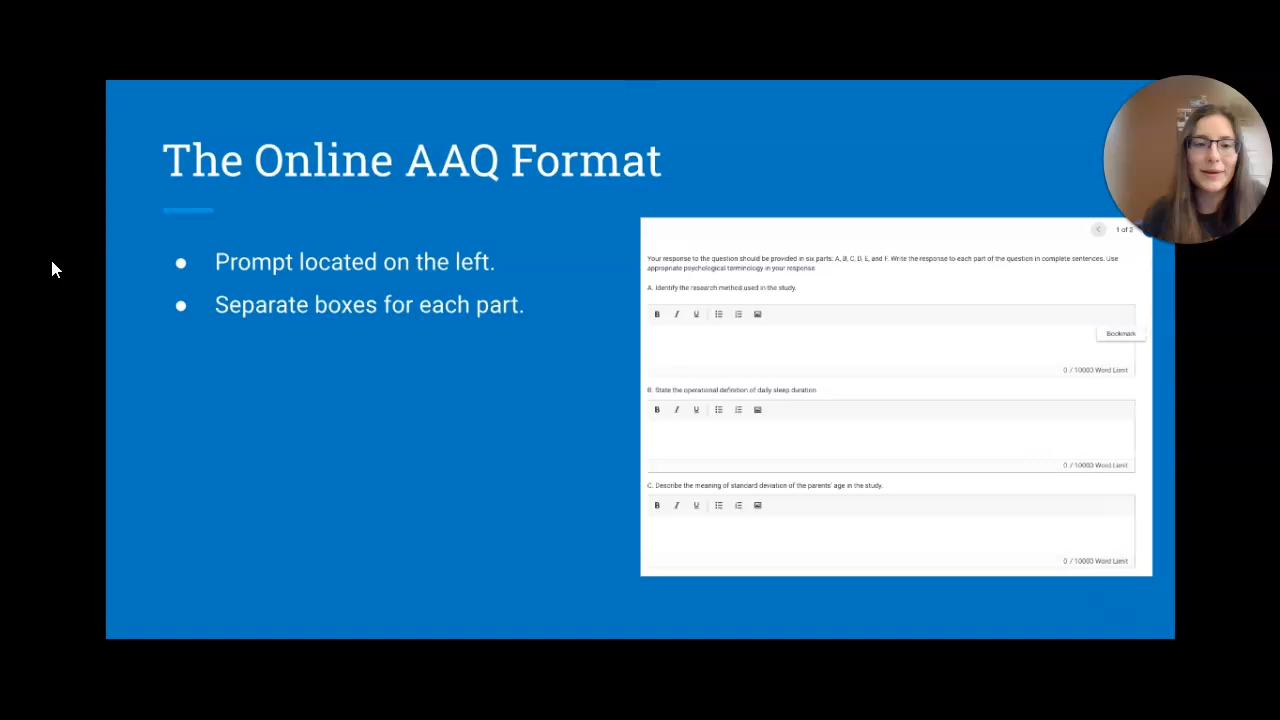 The Online AAQ Format
● Prompt located on the left.
● Separate boxes for each part.
1 of 2
Your response to the question should be provided in six parts: A, B, C, D, E, and F. Write the response to each part of the question in complete sentences. Use
appropriate psychological terminology in your response
A. Identify the research method used in the study.
B I U
Bookmark
0 / 10000 Word Limit
B. State the operational definition of daily sleep duration
B I U
0 / 10000 Word Limit
C. Describe the meaning of standard deviation of the parents' age in the study.
B I U
0 / 10000 Word Limit